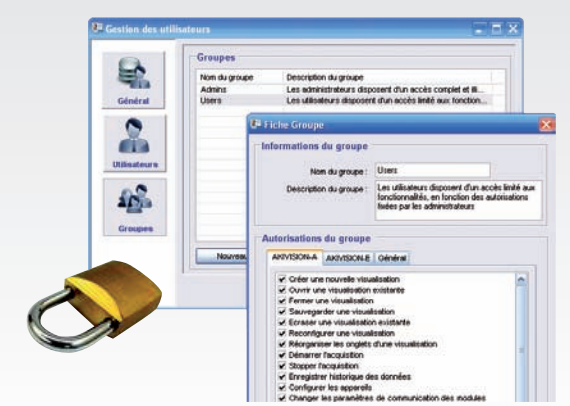 Gestion des utilisateurs
Groupes
Nom du groupe Description du groupe
Admins Les administrateurs disposent d'un accès complet et illi...
Users Les utilisateurs disposent d'un accès limité aux fonction...
Général
Utilisateurs
Groupes
Nouveau
Fiche Groupe
Informations du groupe
Nom du groupe : Users
Description du groupe : Les utilisateurs disposent d'un accès limité aux
fonctionnalités, en fonction des autorisations
fixées par les administrateurs
Autorisations du groupe
AKIVISION-A AKIVISION-E Général
Créer une nouvelle visualisation
Ouvrir une visualisation existante
Fermer une visualisation
Sauvegarder une visualisation
Ecraser une visualisation existante
Reconfigurer une visualisation
Réorganiser les onglets d'une visualisation
Démarrer l'acquisition
Stopper l'acquisition
Enregistrer historique des données
Configurer les appareils
Changer les paramètres de communication des modules